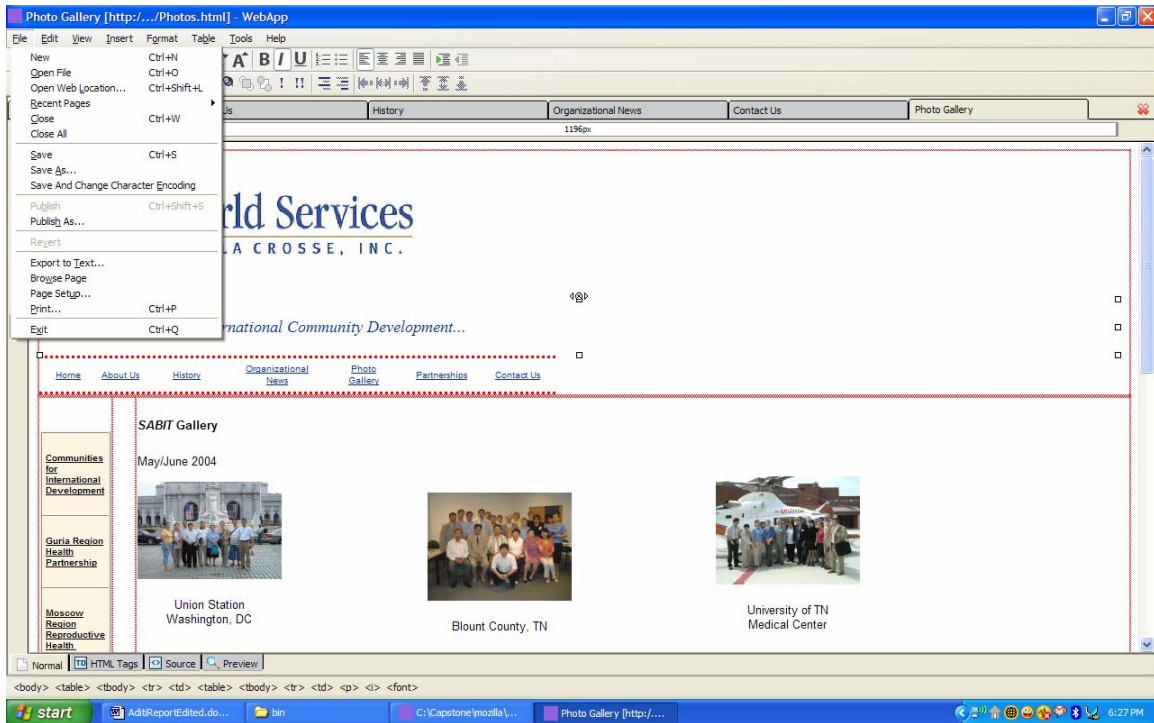 Photo Gallery [http:/.../Photos.html] - WebApp
File Edit View Insert Format Table Tools Help
New Ctrl+N
Open File Ctrl+O
Open Web Location... Ctrl+Shift+L
Recent Pages
Close Ctrl+W
Close All
Save Ctrl+S
Save As...
Save And Change Character Encoding
Publish Ctrl+Shift+S
Publish As...
Revert
Export to Text...
Browse Page
Page Setup...
Print... Ctrl+P
Exit Ctrl+Q
A B I U
Us History Organizational News Contact Us Photo Gallery
1196px
rld Services
LA CROSSE, INC.
rnational Community Development...
Home About Us History Organizational News Photo Gallery Partnerships Contact Us
SABIT Gallery
May/June 2004
Communities
for
International
Development
Guria Region
Health
Partnership
Moscow
Region
Reproductive
Health
Union Station
Washington, DC
Blount County, TN
University of TN
Medical Center
Normal TD HTML Tags Source Preview
<body> <table> <tbody> <tr> <td> <table> <tbody> <tr> <td> <p> <i> <font>
start AditiReportEdited.do... bin C:\Capstone\mozilla\... Photo Gallery [http:/.... 6:27 PM